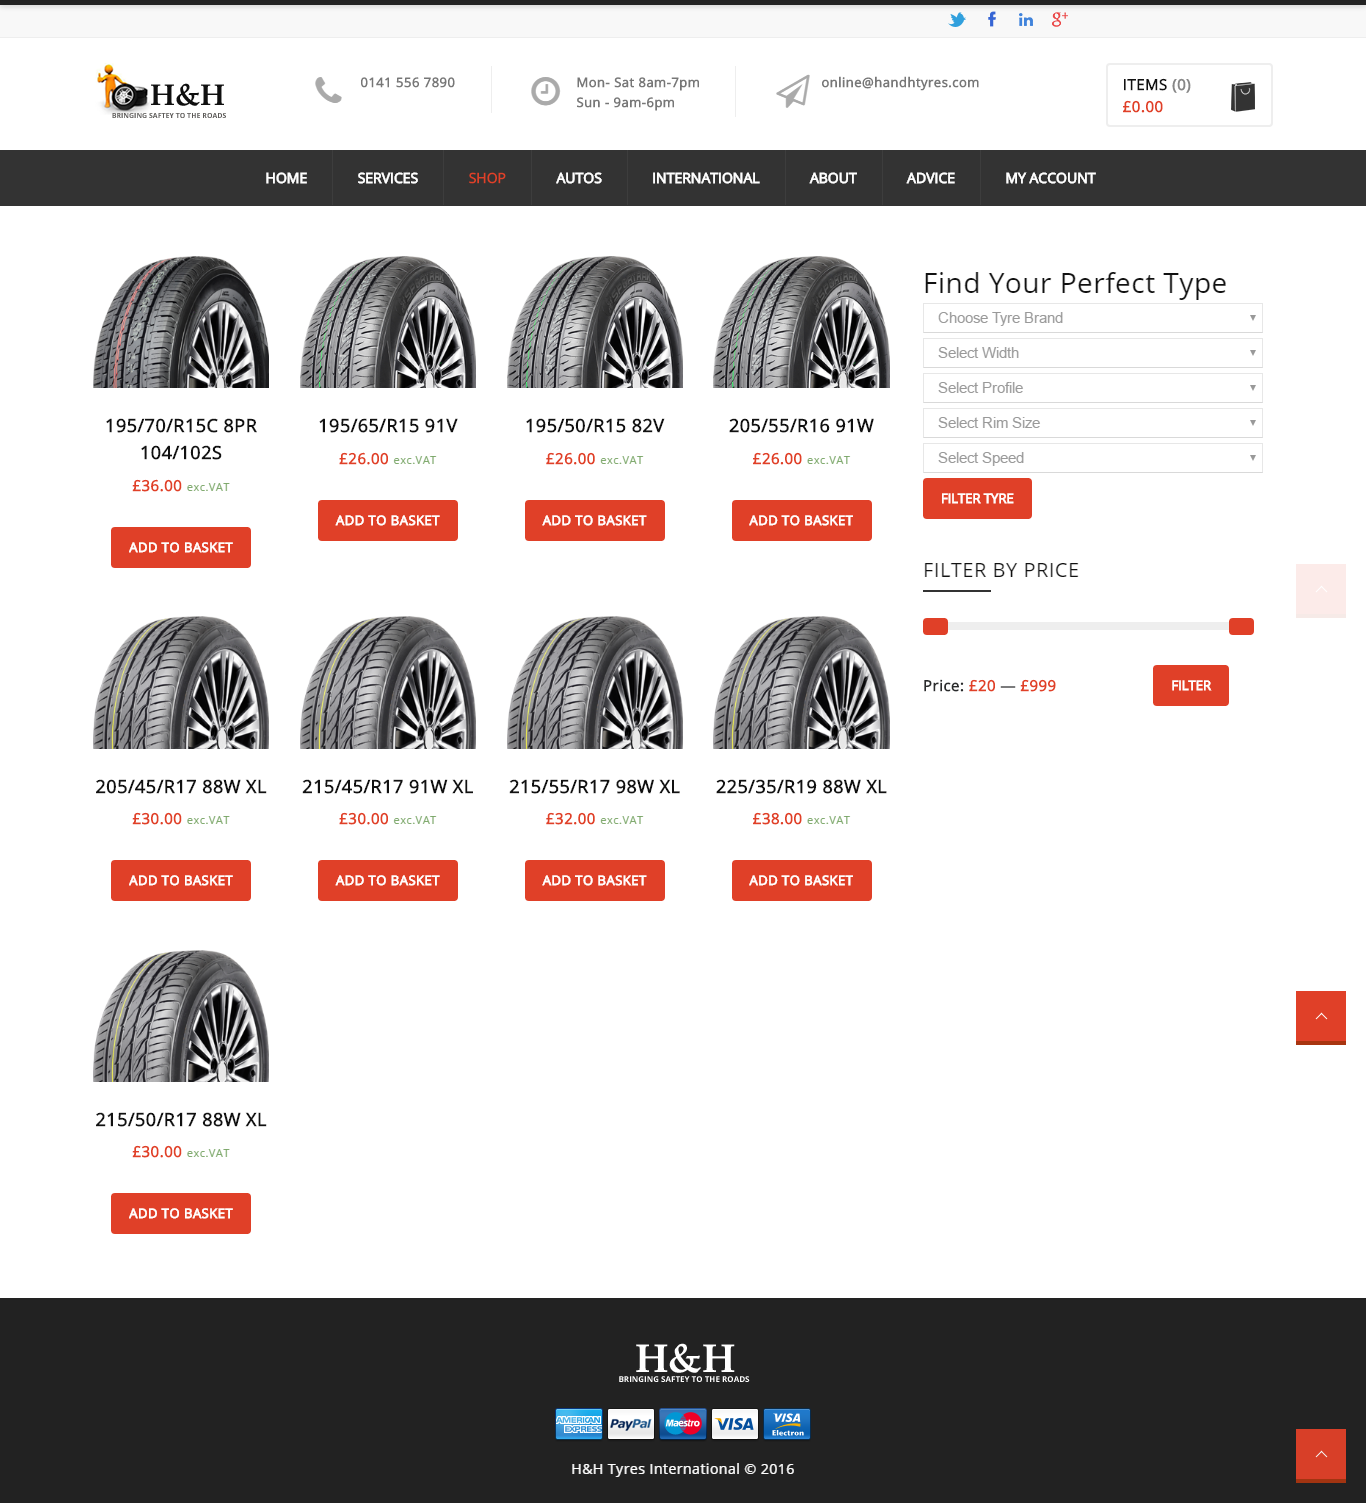 0141 556 7890
Mon- Sat 8am-7pm
Sun - 9am-6pm
online@handhtyres.com
ITEMS (0)
£0.00
H&H
BRINGING SAFTEY TO THE ROADS
HOME SERVICES SHOP AUTOS INTERNATIONAL ABOUT ADVICE MY ACCOUNT
195/70/R15C 8PR
104/102S
£36.00 exc.VAT
ADD TO BASKET
195/65/R15 91V
£26.00 exc.VAT
ADD TO BASKET
195/50/R15 82V
£26.00 exc.VAT
ADD TO BASKET
205/55/R16 91W
£26.00 exc.VAT
ADD TO BASKET
205/45/R17 88W XL
£30.00 exc.VAT
ADD TO BASKET
215/45/R17 91W XL
£30.00 exc.VAT
ADD TO BASKET
215/55/R17 98W XL
£32.00 exc.VAT
ADD TO BASKET
225/35/R19 88W XL
£38.00 exc.VAT
ADD TO BASKET
215/50/R17 88W XL
£30.00 exc.VAT
ADD TO BASKET
Find Your Perfect Type
Choose Tyre Brand
Select Width
Select Profile
Select Rim Size
Select Speed
FILTER TYRE
FILTER BY PRICE
Price: £20 — £999
FILTER
H&H
BRINGING SAFTEY TO THE ROADS
AMERICAN EXPRESS
PayPal
Maestro
VISA
VISA Electron
H&H Tyres International © 2016